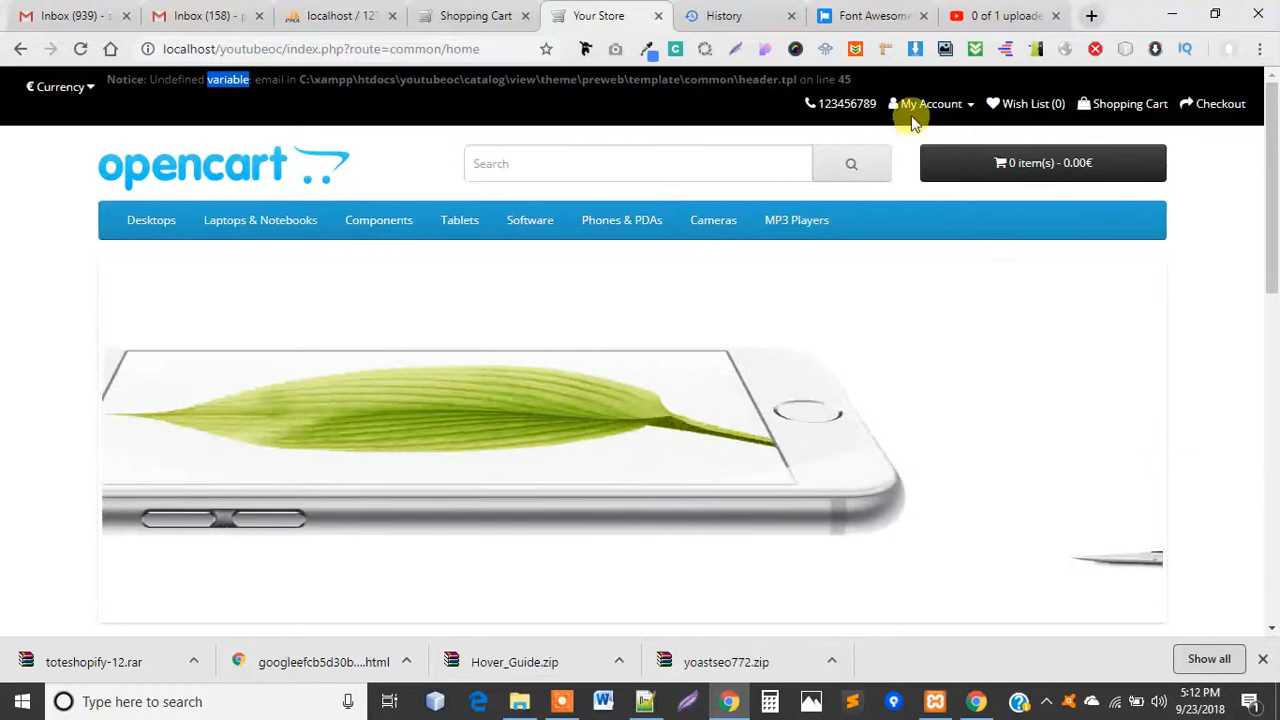 Inbox (939) - s
Inbox (158) - p
localhost / 12
Shopping Cart
Your Store
History
Font Awesome
0 of 1 uploade
localhost/youtubeoc/index.php?route=common/home
Notice: Undefined variable: email in C:\xampp\htdocs\youtubeoc\catalog\view\theme\preweb\template\common\header.tpl on line 45
€ Currency
123456789
My Account
Wish List (0)
Shopping Cart
Checkout
opencart
Search
0 item(s) - 0.00€
Desktops
Laptops & Notebooks
Components
Tablets
Software
Phones & PDAs
Cameras
MP3 Players
toteshopify-12.rar
googleefcb5d30b....html
Hover_Guide.zip
yoastseo772.zip
Show all
Type here to search
5:12 PM
9/23/2018